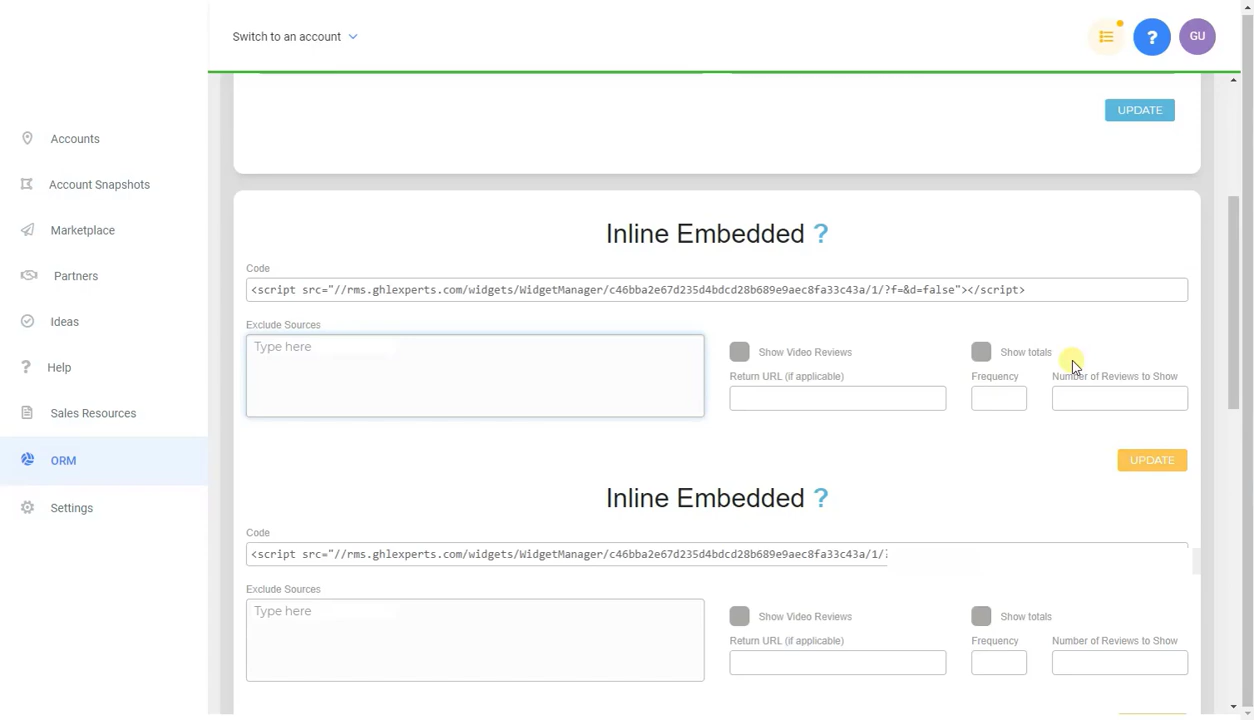 Switch to an account
?
GU
Accounts
Account Snapshots
Marketplace
Partners
Ideas
? Help
Sales Resources
ORM
Settings
UPDATE
Inline Embedded ?
Code
<script src="//rms.ghlexperts.com/widgets/WidgetManager/c46bba2e67d235d4bdcd28b689e9aec8fa33c43a/1/?f=&d=false"></script>
Exclude Sources
Type here
Show Video Reviews
Show totals
Return URL (if applicable)
Frequency
Number of Reviews to Show
UPDATE
Inline Embedded ?
Code
<script src="//rms.ghlexperts.com/widgets/WidgetManager/c46bba2e67d235d4bdcd28b689e9aec8fa33c43a/1/?
Exclude Sources
Type here
Show Video Reviews
Show totals
Return URL (if applicable)
Frequency
Number of Reviews to Show